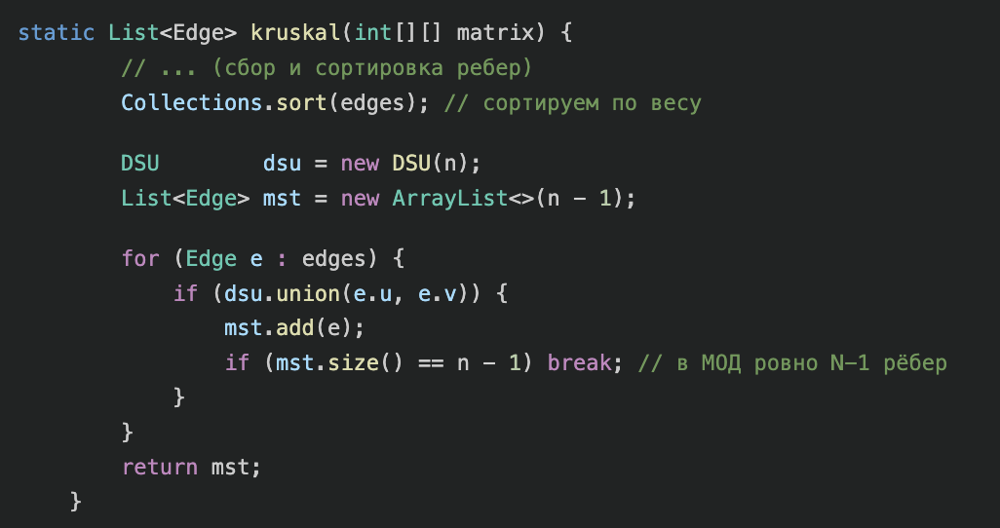 static List<Edge> kruskal(int[][] matrix) {
// ... (сбор и сортировка ребер)
Collections.sort(edges); // сортируем по весу
DSU dsu = new DSU(n);
List<Edge> mst = new ArrayList<>(n - 1);
for (Edge e : edges) {
if (dsu.union(e.u, e.v)) {
mst.add(e);
if (mst.size() == n - 1) break; // в МОД ровно N-1 рёбер
}
}
return mst;
}